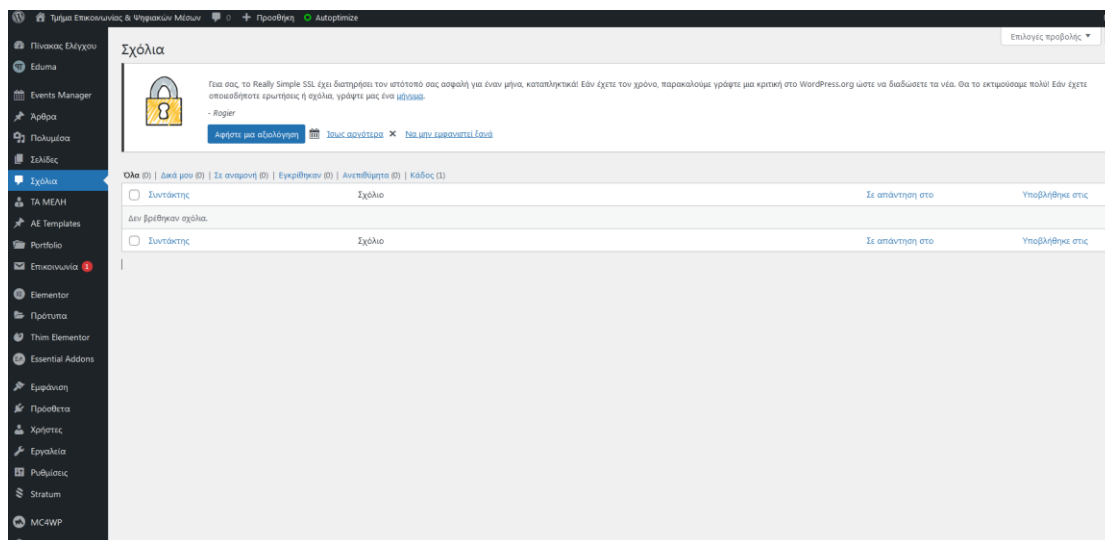 Τμήμα Επικοινωνίας & Ψηφιακών Μέσων 0 + Προσθήκη Autoptimize
Επιλογές προβολής ▼
Πίνακας Ελέγχου
Eduma
Events Manager
Άρθρα
Πολυμέσα
Σελίδες
Σχόλια
ΤΑ ΜΕΛΗ
AE Templates
Portfolio
Επικοινωνία 1
Elementor
Πρότυπα
Thim Elementor
Essential Addons
Εμφάνιση
Πρόσθετα
Χρήστες
Εργαλεία
Ρυθμίσεις
Stratum
MC4WP
Σχόλια
Γεια σας, το Really Simple SSL έχει διατηρήσει τον ιστότοπό σας ασφαλή για έναν μήνα, καταπληκτικά! Εάν έχετε τον χρόνο, παρακαλούμε γράψτε μια κριτική στο WordPress.org ώστε να διαδώσετε τα νέα. Θα το εκτιμούσαμε πολύ! Εάν έχετε
οποιεσδήποτε ερωτήσεις ή σχόλια, γράψτε μας ένα μήνυμα.
- Rogier
Αφήστε μια αξιολόγηση Ίσως αργότερα ✕ Να μην εμφανιστεί ξανά
Όλα (0) | Δικά μου (0) | Σε αναμονή (0) | Εγκρίθηκαν (0) | Ανεπιθύμητα (0) | Κάδος (1)
Συντάκτης Σχόλιο Σε απάντηση στο Υποβλήθηκε στις
Δεν βρέθηκαν σχόλια.
Συντάκτης Σχόλιο Σε απάντηση στο Υποβλήθηκε στις